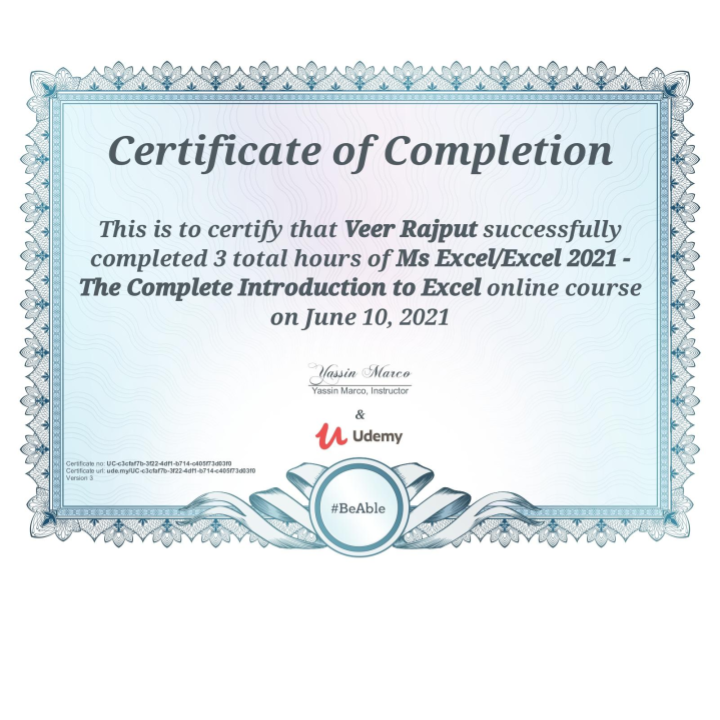 Certificate of Completion
This is to certify that Veer Rajput successfully
completed 3 total hours of Ms Excel/Excel 2021 -
The Complete Introduction to Excel online course
on June 10, 2021
Yassin Marco
Yassin Marco, Instructor
&
Udemy
Certificate no: UC-c3cfaf7b-3f22-4df1-b714-c405f73d03f0
Certificate url: ude.my/UC-c3cfaf7b-3f22-4df1-b714-c405f73d03f0
Version 3
#BeAble